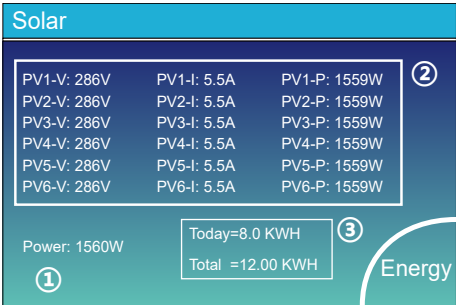 Solar
PV1-V: 286V PV1-I: 5.5A PV1-P: 1559W
②
PV2-V: 286V PV2-I: 5.5A PV2-P: 1559W
PV3-V: 286V PV3-I: 5.5A PV3-P: 1559W
PV4-V: 286V PV4-I: 5.5A PV4-P: 1559W
PV5-V: 286V PV5-I: 5.5A PV5-P: 1559W
PV6-V: 286V PV6-I: 5.5A PV6-P: 1559W
Power: 1560W
①
Today=8.0 KWH
Total =12.00 KWH
③
Energy